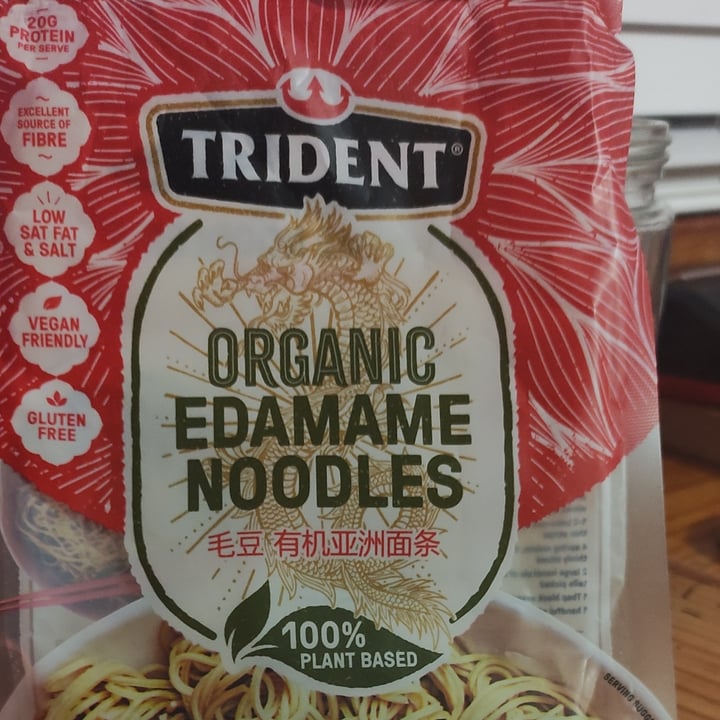 20G
PROTEIN
PER SERVE
EXCELLENT
SOURCE OF
FIBRE
LOW
SAT FAT
& SALT
VEGAN
FRIENDLY
GLUTEN
FREE
TRIDENT®
ORGANIC
EDAMAME
NOODLES
毛豆 有机亚洲面条
100%
PLANT BASED
SERVING